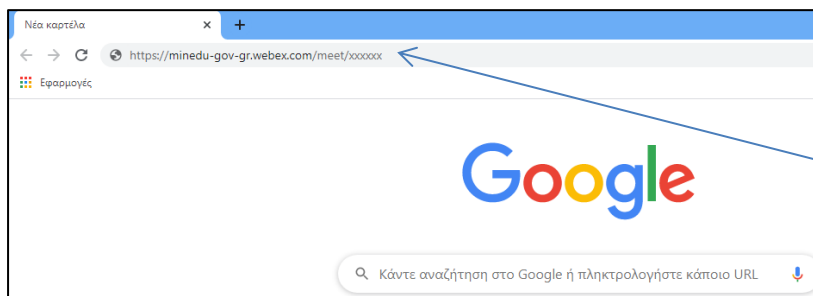 Νέα καρτέλα
https://minedu-gov-gr.webex.com/meet/xxxxxx
Εφαρμογές
Google
Κάντε αναζήτηση στο Google ή πληκτρολογήστε κάποιο URL